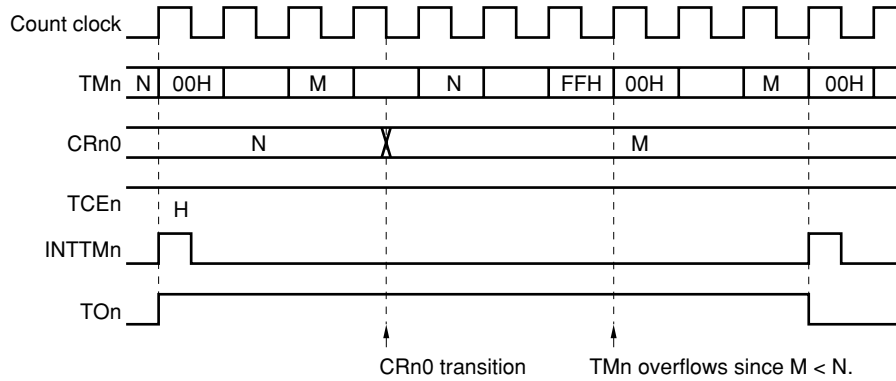 Count clock
TMn N 00H M N FFH 00H M 00H
CRn0 N M
TCEn
H
INTTMn
TOn
CRn0 transition TMn overflows since M < N.